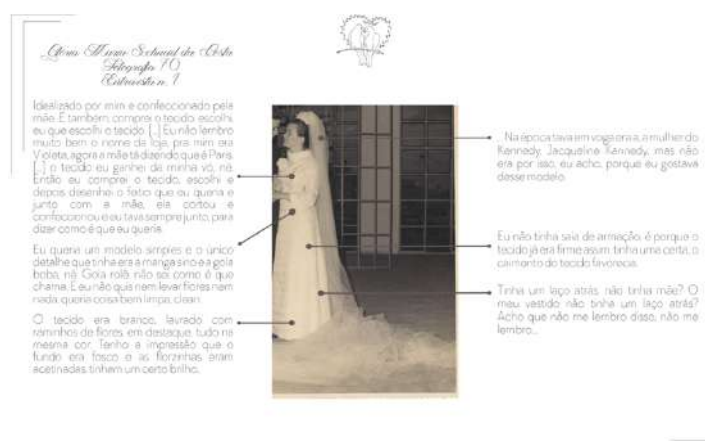 Fotografia 10
Entrevista n. 1
Idealizado por mim e confeccionado pela
mãe. E também, comprei o tecido, escolhi,
eu que escolhi o tecido. [...] Eu não lembro
muito bem o nome da loja, pra mim era
Violeta, agora a mãe tá dizendo que é Paris.
[...] o tecido eu ganhei da minha vó, né.
Então eu comprei o tecido, escolhi e
depois desenhei o feitio que eu queria e
junto com a mãe, ela cortou e
confeccionou e eu tava sempre junto, para
dizer como é que eu queria.
Eu queria um modelo simples e o único
detalhe que tinha era a manga sino e a gola
boba, né. Gola rolê, não sei como é que
chama. E eu não quis nem levar flores nem
nada, queria coisa bem limpa, clean.
O tecido era branco, lavrado com
raminhos de flores, em destaque, tudo na
mesma cor. Tenho a impressão que o
fundo era fosco e as florzinhas eram
acetinadas, tinham um certo brilho.
... Na época tava em voga era a, a mulher do
Kennedy, Jacqueline Kennedy, mas não
era por isso, eu acho, porque eu gostava
desse modelo.
Eu não tinha saia de armação, é porque o
tecido já era firme assim, tinha uma certa, o
caimento do tecido favorecia.
Tinha um laço atrás, não tinha mãe? O
meu vestido não tinha um laço atrás?
Acho que não me lembro disso, não me
lembro...